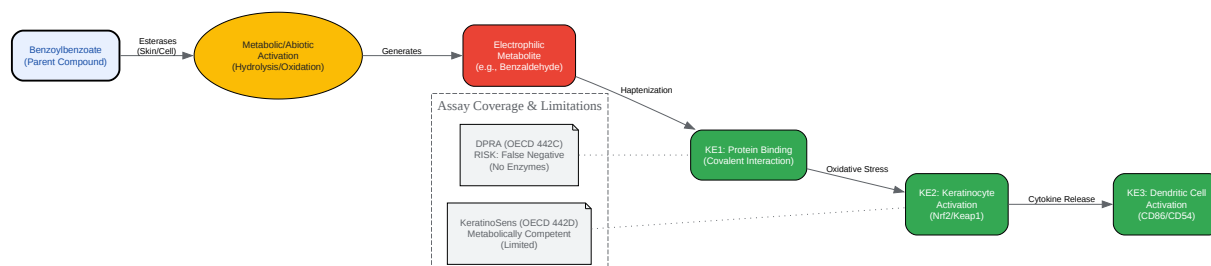 Benzoylbenzoate
(Parent Compound)
Esterases
(Skin/Cell)
Metabolic/Abiotic
Activation
(Hydrolysis/Oxidation)
Generates
Electrophilic
Metabolite
(e.g., Benzaldehyde)
Haptenization
Assay Coverage & Limitations
DPRA (OECD 442C)
RISK: False Negative
(No Enzymes)
KeratinoSens (OECD 442D)
Metabolically Competent
(Limited)
KE1: Protein Binding
(Covalent Interaction)
Oxidative Stress
KE2: Keratinocyte
Activation
(Nrf2/Keap1)
Cytokine Release
KE3: Dendritic Cell
Activation
(CD86/CD54)